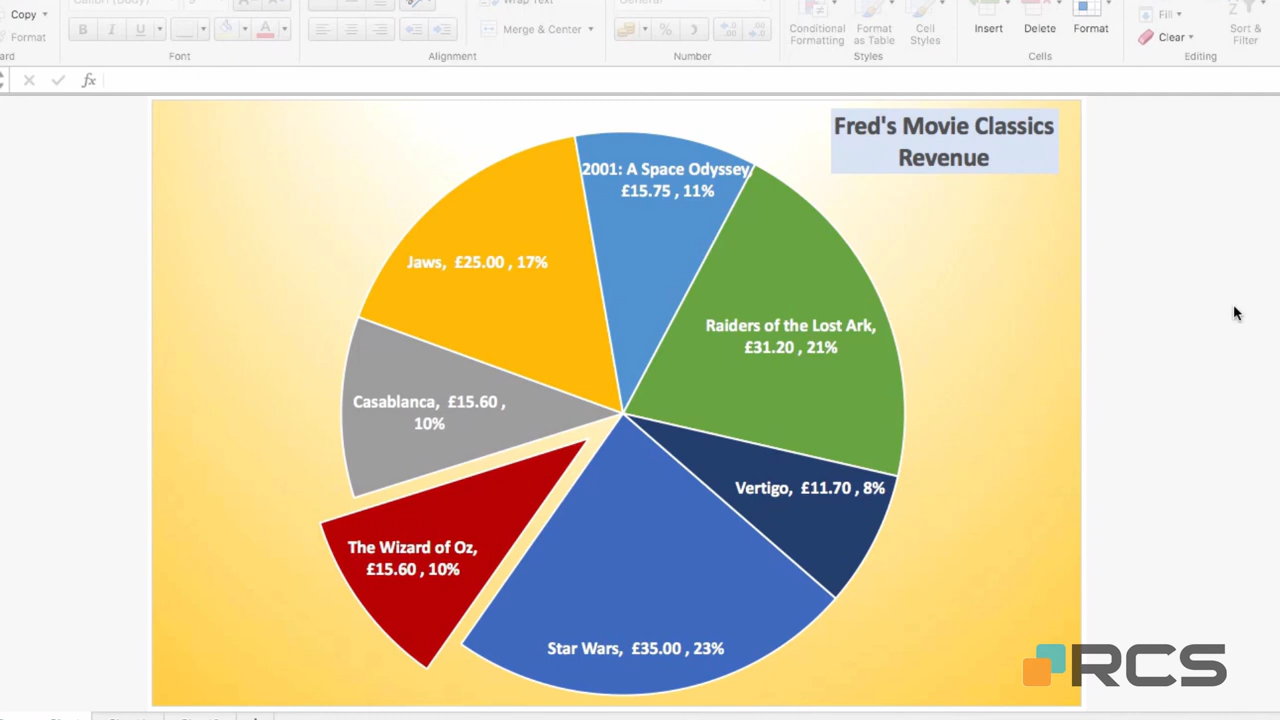 Copy
Format
B I U
Font
Alignment
Wrap Text
Merge & Center
General
%
Number
Conditional
Formatting
Format
as Table
Cell
Styles
Styles
Insert
Delete
Format
Cells
Fill
Clear
Sort &
Filter
Editing
fx
Fred's Movie Classics
Revenue
2001: A Space Odyssey,
£15.75 , 11%
Jaws, £25.00 , 17%
Raiders of the Lost Ark,
£31.20 , 21%
Casablanca, £15.60 ,
10%
Vertigo, £11.70 , 8%
The Wizard of Oz,
£15.60 , 10%
Star Wars, £35.00 , 23%
RCS